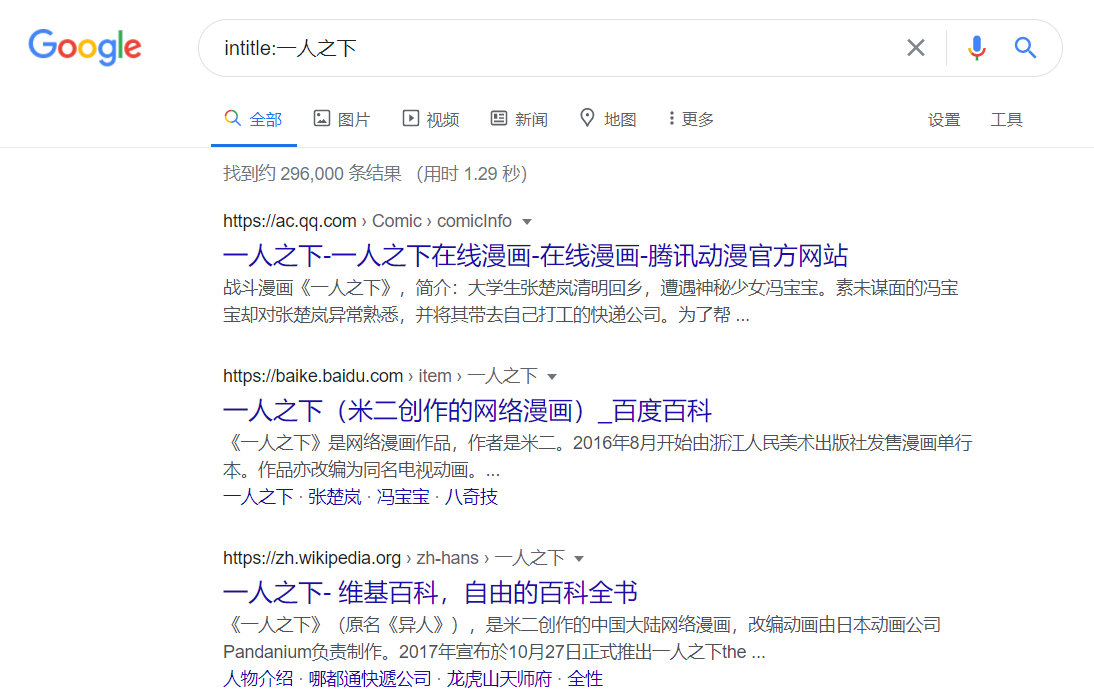 Google
intitle:一人之下
全部 图片 视频 新闻 地图 更多 设置 工具
找到约 296,000 条结果 （用时 1.29 秒）
https://ac.qq.com › Comic › comicInfo
一人之下-一人之下在线漫画-在线漫画-腾讯动漫官方网站
战斗漫画《一人之下》，简介：大学生张楚岚清明回乡，遭遇神秘少女冯宝宝。素未谋面的冯宝
宝却对张楚岚异常熟悉，并将其带去自己打工的快递公司。为了帮 ...
https://baike.baidu.com › item › 一人之下
一人之下（米二创作的网络漫画）_百度百科
《一人之下》是网络漫画作品，作者是米二。2016年8月开始由浙江人民美术出版社发售漫画单行
本。作品亦改编为同名电视动画。...
一人之下 · 张楚岚 · 冯宝宝 · 八奇技
https://zh.wikipedia.org › zh-hans › 一人之下
一人之下- 维基百科，自由的百科全书
《一人之下》（原名《异人》），是米二创作的中国大陆网络漫画，改编动画由日本动画公司
Pandanium负责制作。2017年宣布於10月27日正式推出一人之下the ...
人物介绍 · 哪都通快遞公司 · 龙虎山天师府 · 全性